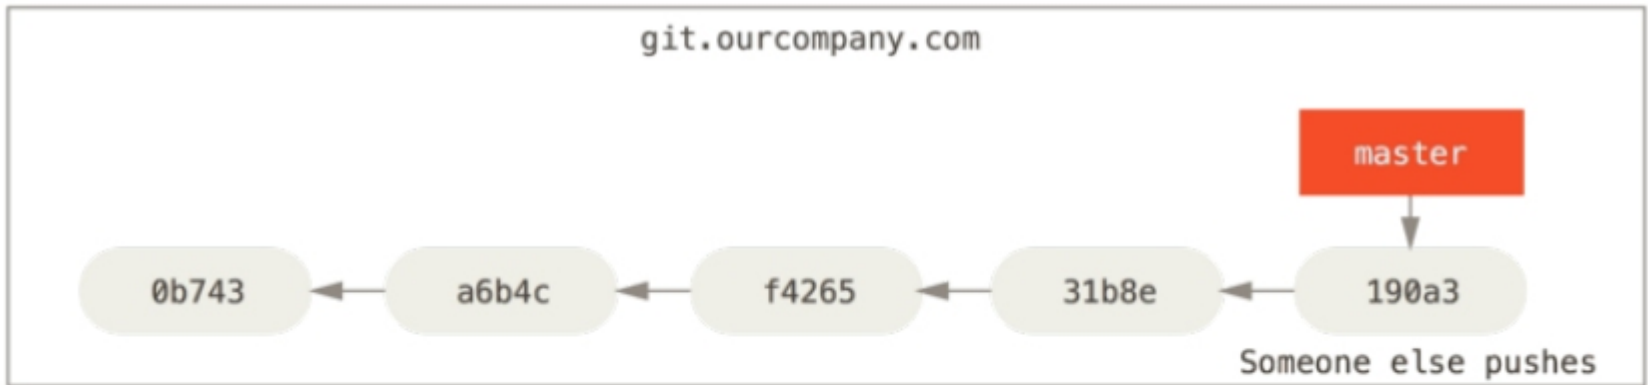 git.ourcompany.com
master
0b743 a6b4c f4265 31b8e 190a3
Someone else pushes